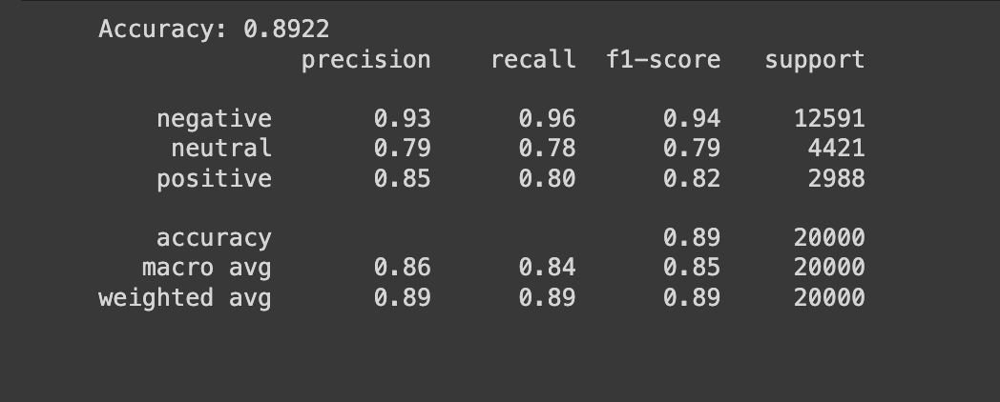 Accuracy: 0.8922
precision recall f1-score support
negative 0.93 0.96 0.94 12591
neutral 0.79 0.78 0.79 4421
positive 0.85 0.80 0.82 2988
accuracy 0.89 20000
macro avg 0.86 0.84 0.85 20000
weighted avg 0.89 0.89 0.89 20000